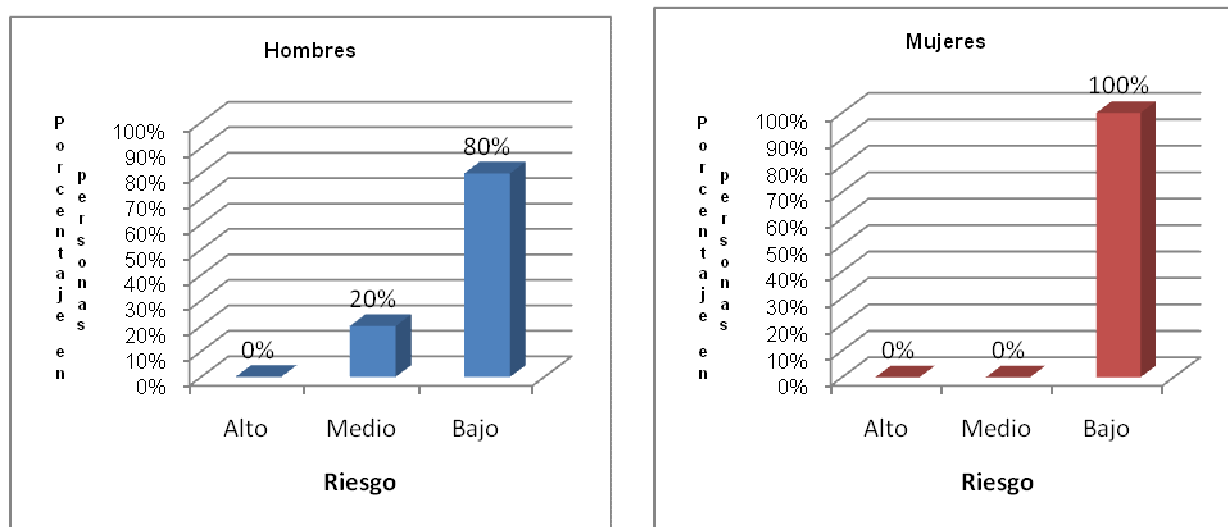 Hombres
Porcentaje en
personas
100%
90%
80%
70%
60%
50%
40%
30%
20%
10%
0%
0%
20%
80%
Alto Medio Bajo
Riesgo
Mujeres
Porcentaje en
personas
100%
90%
80%
70%
60%
50%
40%
30%
20%
10%
0%
0%
0%
100%
Alto Medio Bajo
Riesgo